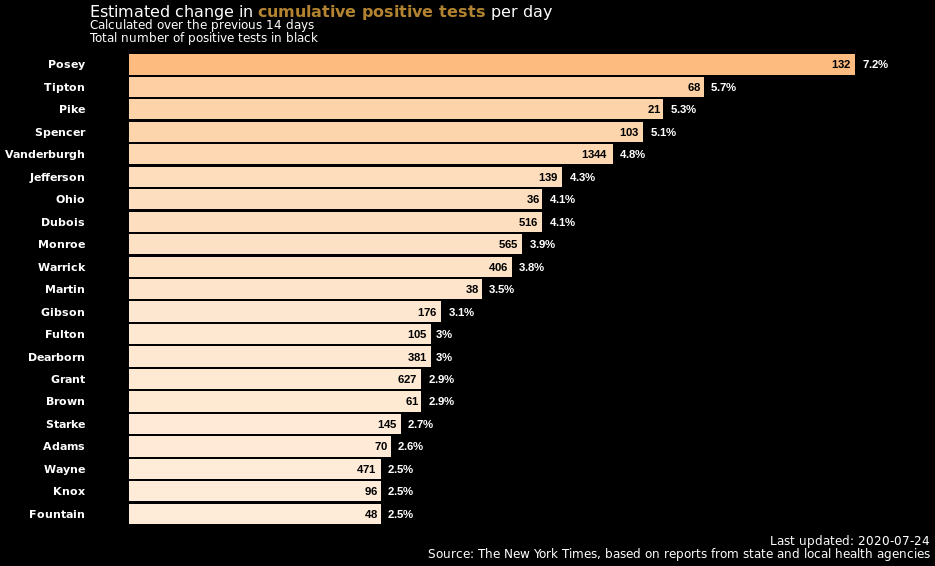 Estimated change in cumulative positive tests per day
Calculated over the previous 14 days
Total number of positive tests in black
Posey 132 7.2%
Tipton 68 5.7%
Pike 21 5.3%
Spencer 103 5.1%
Vanderburgh 1344 4.8%
Jefferson 139 4.3%
Ohio 36 4.1%
Dubois 516 4.1%
Monroe 565 3.9%
Warrick 406 3.8%
Martin 38 3.5%
Gibson 176 3.1%
Fulton 105 3%
Dearborn 381 3%
Grant 627 2.9%
Brown 61 2.9%
Starke 145 2.7%
Adams 70 2.6%
Wayne 471 2.5%
Knox 96 2.5%
Fountain 48 2.5%
Last updated: 2020-07-24
Source: The New York Times, based on reports from state and local health agencies